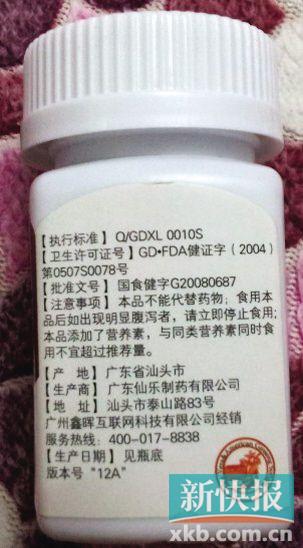 【执行标准】Q/GDXL 0010S
【卫生许可证号】GD•FDA健证字（2004）
第0507S0078号
【批准文号】国食健字G20080687
【注意事项】本品不能代替药物；食用本
品后如出现明显腹泻者，请立即停止食用；
本品添加了营养素，与同类营养素同时食
用不宜超过推荐量。
【产 地】广东省汕头市
【生产商】广东仙乐制药有限公司
【地 址】汕头市泰山路83号
广州鑫晖互联网科技有限公司经销
服务热线：400-017-8838
【生产日期】见瓶底
版本号“12A”
新快报
xkb.com.cn